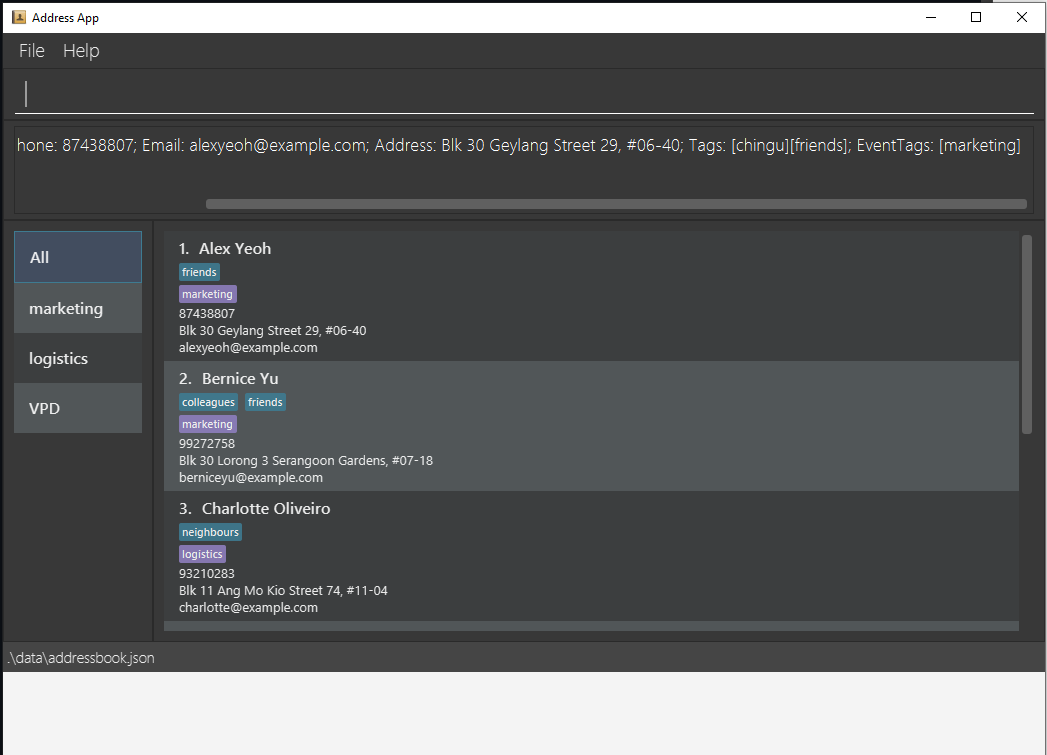 Address App
File Help
hone: 87438807; Email: alexyeoh@example.com; Address: Blk 30 Geylang Street 29, #06-40; Tags: [chingu][friends]; EventTags: [marketing]
All
marketing
logistics
VPD
1. Alex Yeoh
friends
marketing
87438807
Blk 30 Geylang Street 29, #06-40
alexyeoh@example.com
2. Bernice Yu
colleagues friends
marketing
99272758
Blk 30 Lorong 3 Serangoon Gardens, #07-18
berniceyu@example.com
3. Charlotte Oliveiro
neighbours
logistics
93210283
Blk 11 Ang Mo Kio Street 74, #11-04
charlotte@example.com
.\data\addressbook.json